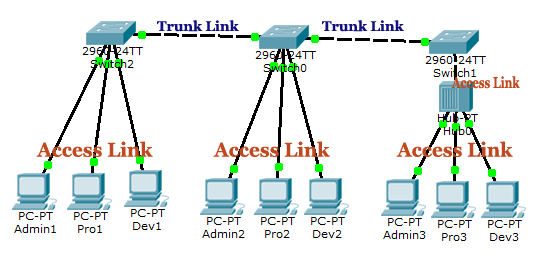 Trunk Link
Trunk Link
2960-24TT
Switch2
2960-24TT
Switch0
2960-24TT
Switch1
Access Link
Hub-PT
Hub0
Access Link
Access Link
Access Link
PC-PT
Admin1
PC-PT
Pro1
PC-PT
Dev1
PC-PT
Admin2
PC-PT
Pro2
PC-PT
Dev2
PC-PT
Admin3
PC-PT
Pro3
PC-PT
Dev3